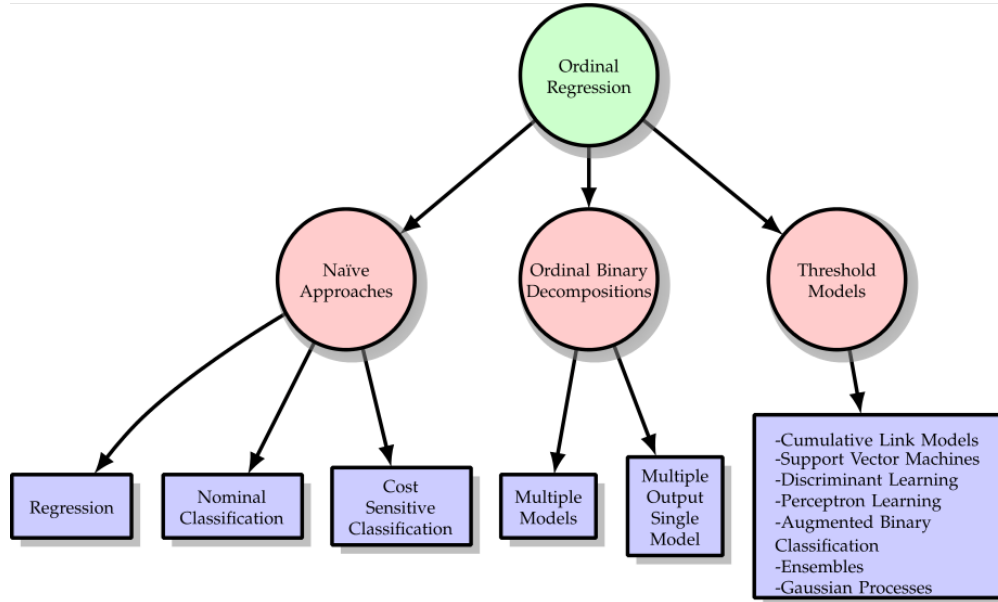 Ordinal
Regression
Naïve
Approaches
Ordinal Binary
Decompositions
Threshold
Models
Regression
Nominal
Classification
Cost
Sensitive
Classification
Multiple
Models
Multiple
Output
Single
Model
-Cumulative Link Models
-Support Vector Machines
-Discriminant Learning
-Perceptron Learning
-Augmented Binary
Classification
-Ensembles
-Gaussian Processes